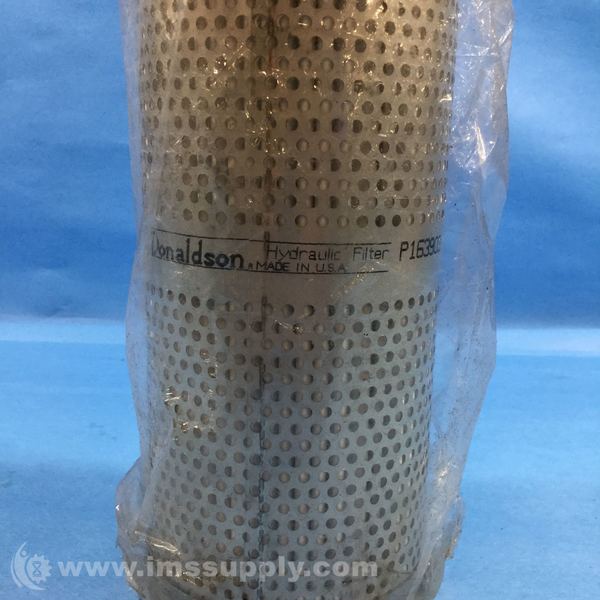 Donaldson. Hydraulic Filter
MADE IN U.S.A.
www.imssupply.com